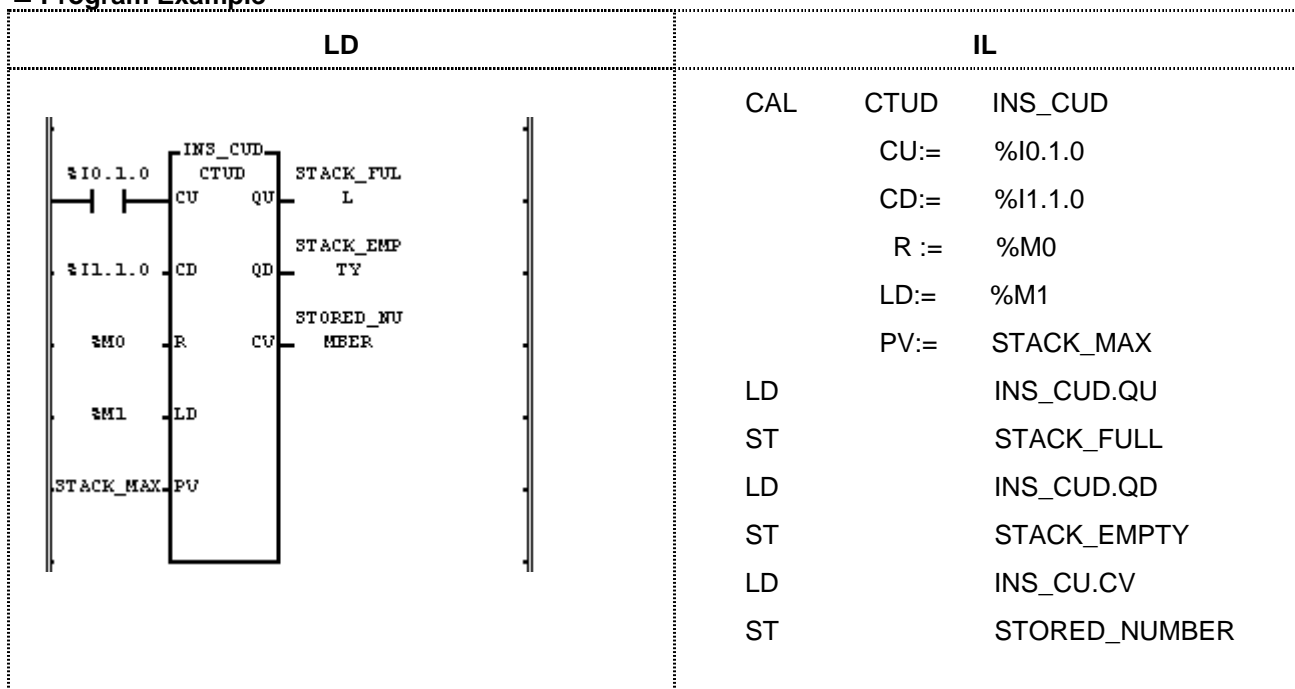 ■ Program Example
LD
IL
INS_CUD
%I0.1.0 CTUD STACK_FUL
CU QU L
STACK_EMP
%I1.1.0 CD QD TY
STORED_NU
%M0 R CV MBER
%M1 LD
STACK_MAX PV
CAL CTUD INS_CUD
CU:= %I0.1.0
CD:= %I1.1.0
R := %M0
LD:= %M1
PV:= STACK_MAX
LD INS_CUD.QU
ST STACK_FULL
LD INS_CUD.QD
ST STACK_EMPTY
LD INS_CU.CV
ST STORED_NUMBER